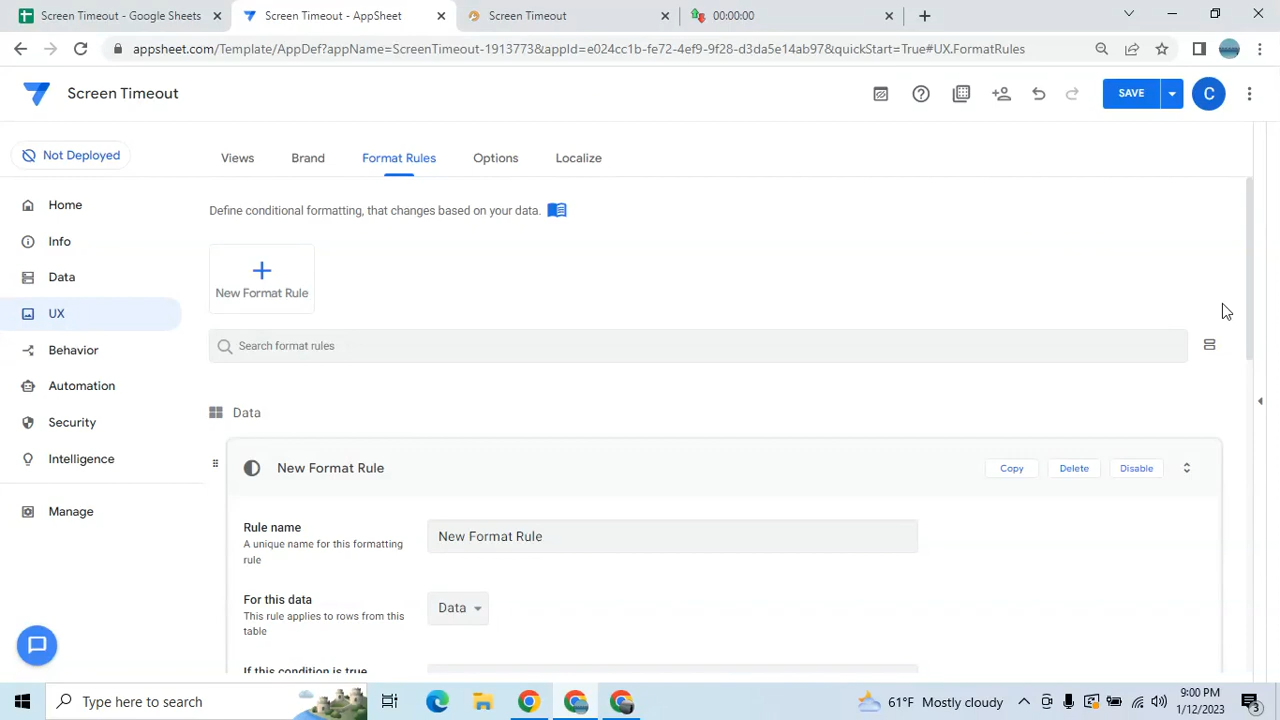 Screen Timeout - Google Sheets
Screen Timeout - AppSheet
Screen Timeout
00:00:00
appsheet.com/Template/AppDef?appName=ScreenTimeout-1913773&appId=e024cc1b-fe72-4ef9-9f28-d3da5e14ab97&quickStart=True#UX.FormatRules
Screen Timeout
SAVE
C
Not Deployed
Views
Brand
Format Rules
Options
Localize
Home
Info
Data
UX
Behavior
Automation
Security
Intelligence
Manage
Define conditional formatting, that changes based on your data.
New Format Rule
Search format rules
Data
New Format Rule
Copy
Delete
Disable
Rule name
A unique name for this formatting
rule
New Format Rule
For this data
This rule applies to rows from this
table
Data
If this condition is true
Type here to search
61°F Mostly cloudy
9:00 PM
1/12/2023
3